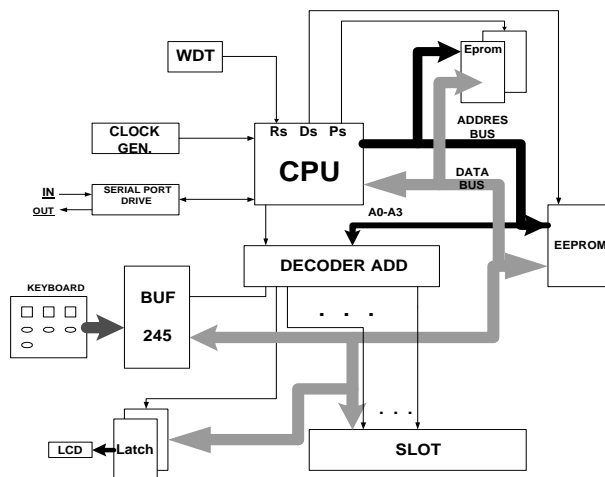 WDT
Eprom
Rs Ds Ps
CPU
CLOCK
GEN.
ADDRES
BUS
DATA
BUS
IN
OUT
SERIAL PORT
DRIVE
A0-A3
DECODER ADD
EEPROM
KEYBOARD
BUF
245
. . .
. . .
LCD
Latch
SLOT